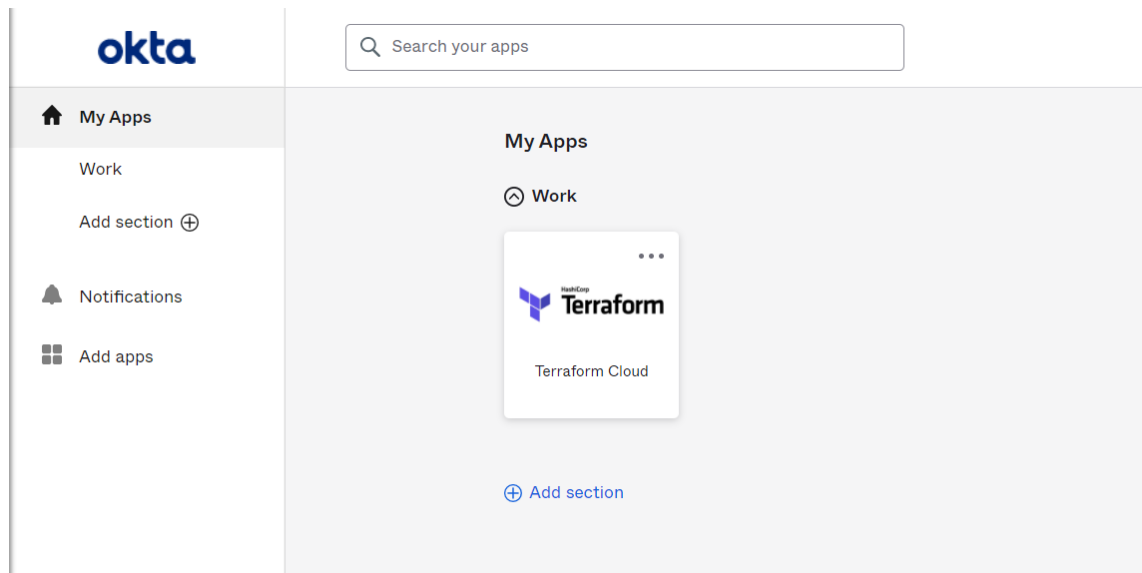 okta
Search your apps
My Apps
Work
Add section
Notifications
Add apps
My Apps
Work
HashiCorp
Terraform
Terraform Cloud
Add section